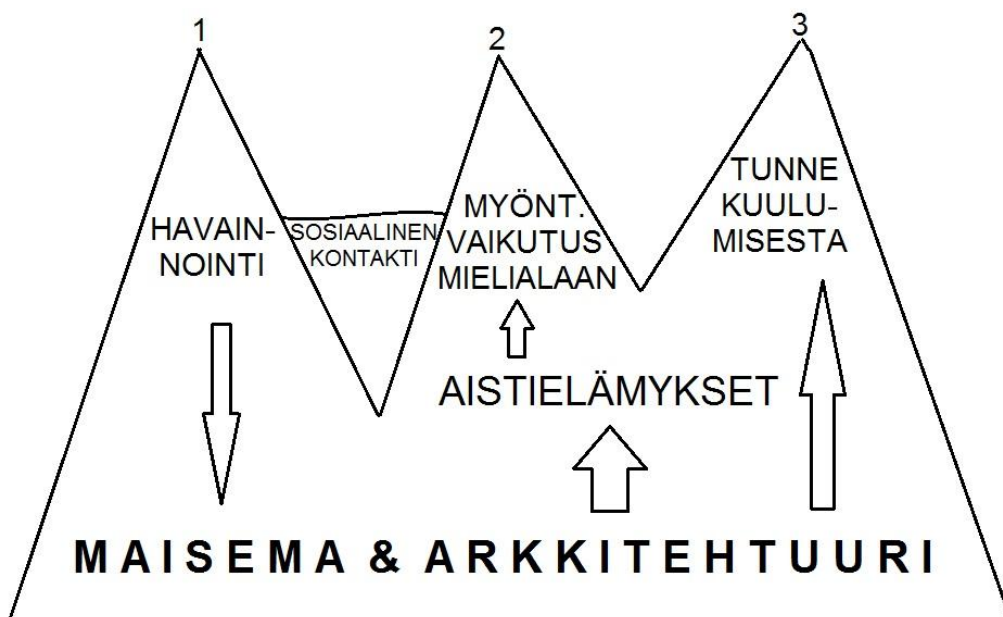 1
2
3
HAVAIN-
NOINTI
SOSIAALINEN
KONTAKTI
MYÖNT.
VAIKUTUS
MIELIALAAN
TUNNE
KUULU-
MISESTA
AISTIELÄMYKSET
MAISEMA & ARKKITEHTUURI